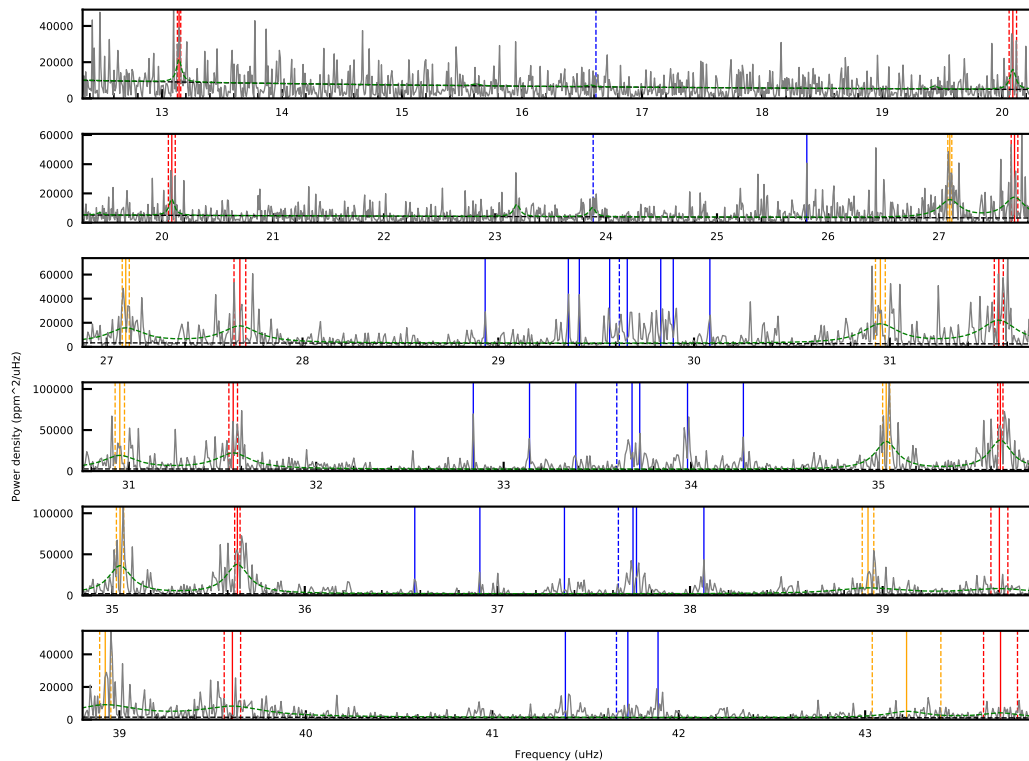 40000
20000
0
13 14 15 16 17 18 19 20
60000
40000
20000
0
20 21 22 23 24 25 26 27
60000
40000
20000
0
27 28 29 30 31
100000
50000
0
31 32 33 34 35
100000
50000
0
35 36 37 38 39
40000
20000
0
39 40 41 42 43
Power density (ppm^2/uHz)
Frequency (uHz)